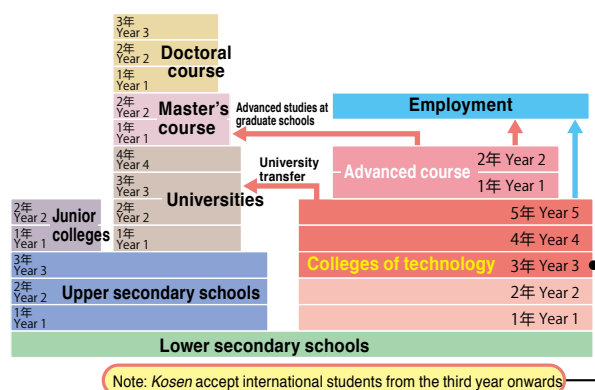 3年
Year 3
2年
Year 2
1年
Year 1
Doctoral
course
2年
Year 2
1年
Year 1
Master's
course
Advanced studies at
graduate schools
Employment
4年
Year 4
3年
Year 3
2年
Year 2
1年
Year 1
Universities
University
transfer
Advanced course
2年 Year 2
1年 Year 1
2年
Year 2
1年
Year 1
Junior
colleges
5年 Year 5
4年 Year 4
Colleges of technology
3年 Year 3
2年 Year 2
1年 Year 1
3年
Year 3
2年
Year 2
1年
Year 1
Upper secondary schools
Lower secondary schools
Note: Kosen accept international students from the third year onwards